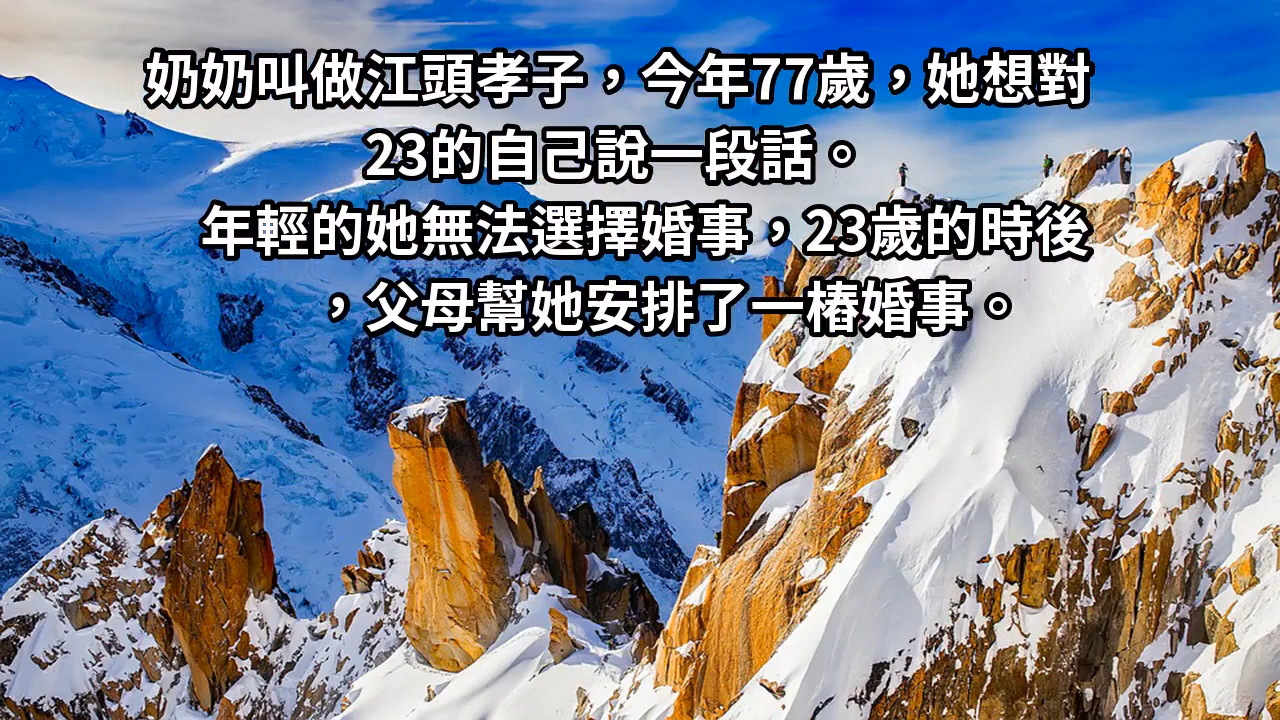 奶奶叫做江頭孝子，今年77歲，她想對
23的自己說一段話。
年輕的她無法選擇婚事，23歲的時後
，父母幫她安排了一樁婚事。